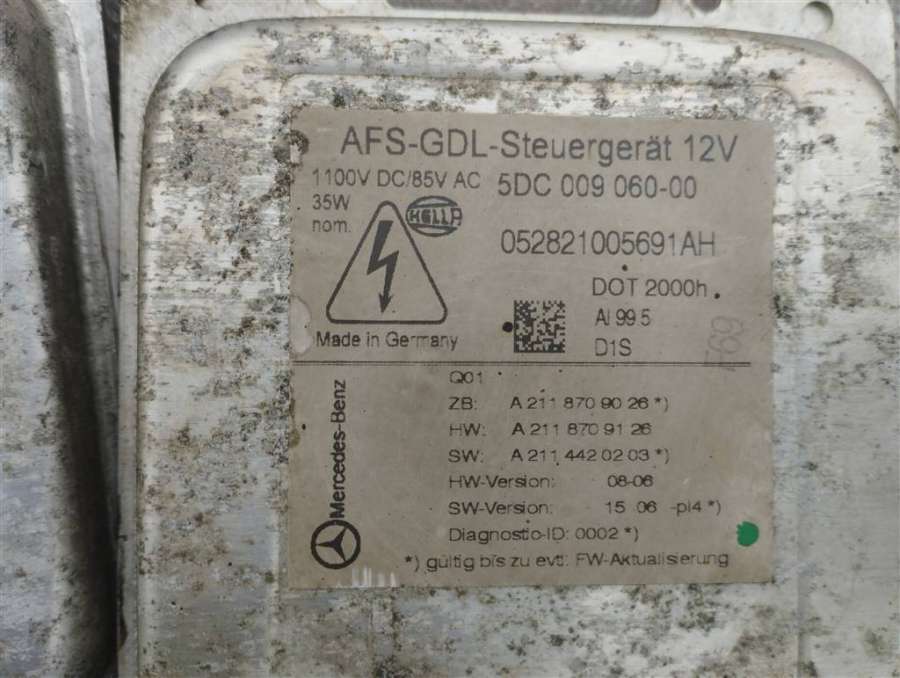 AFS-GDL-Steuergerät 12V
1100V DC/85V AC 5DC 009 060-00
35W
nom.
HELLA
052821005691AH
DOT 2000h.
AI 99 5
Made in Germany
D1S
Mercedes-Benz
Q01
ZB: A 211 870 90 26 *)
HW: A 211 870 91 26
SW: A 211 442 02 03 *)
HW-Version: 08-06
SW-Version: 15 06 -pl4 *)
Diagnostic-ID: 0002 *)
*) gültig bis zu evtl. FW-Aktualisierung